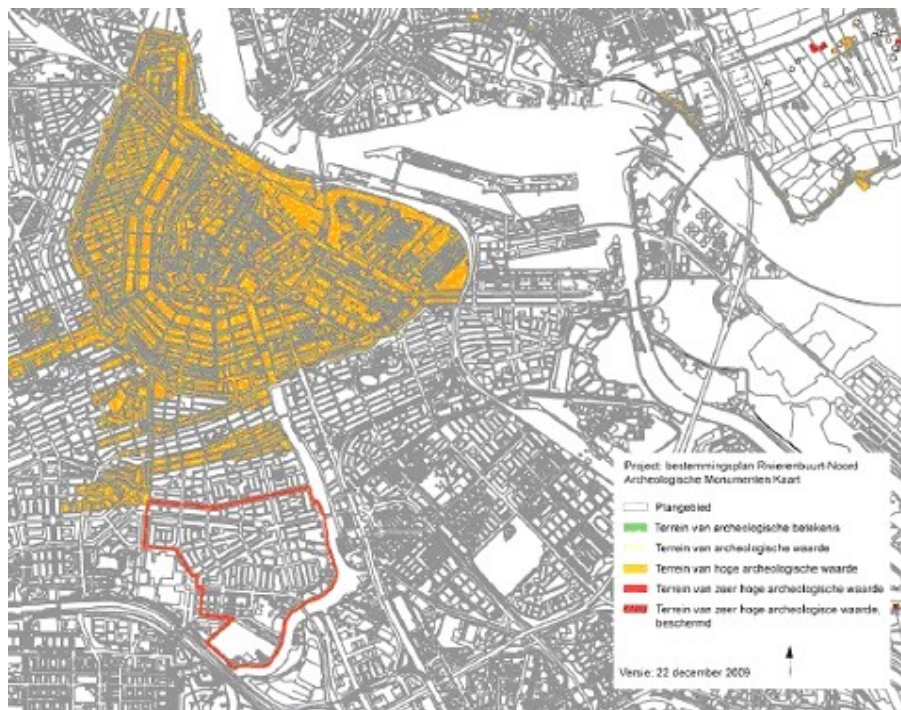 Project: bestemmingsplan Rivierenbuurt-Noord
Archeologische Monumenten Kaart
Plangebied
Terrein van archeologische betekenis
Terrein van archeologische waarde
Terrein van hoge archeologische waarde
Terrein van zeer hoge archeologische waarde
Terrein van zeer hoge archeologisce waarde,
beschermd
Versie: 22 december 2009